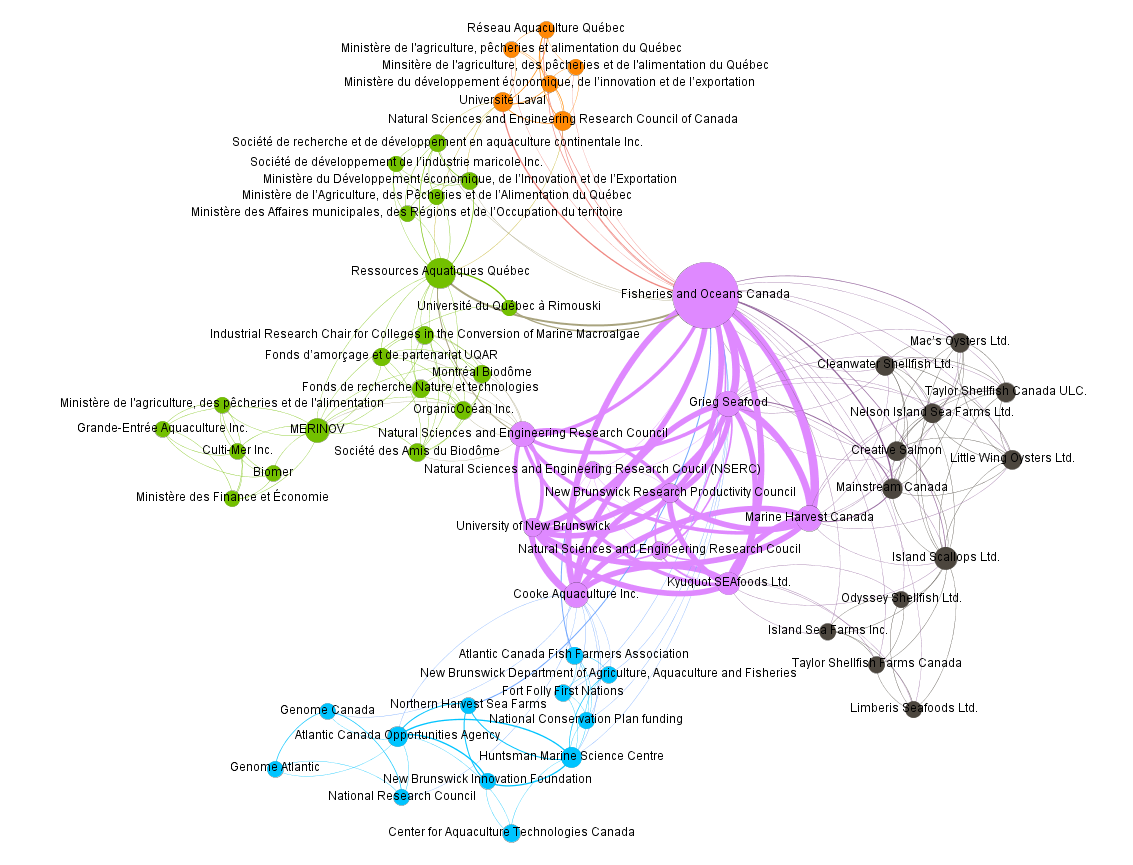 Réseau Aquaculture Québec
Ministère de l'agriculture, pêcheries et alimentation du Québec
Minsitère de l'agriculture, des pêcheries et de l'alimentation du Québec
Ministère du développement économique, de l'innovation et de l'exportation
Université Laval
Natural Sciences and Engineering Research Council of Canada
Société de recherche et de développement en aquaculture continentale Inc.
Société de développement de l'industrie maricole Inc.
Ministère du Développement économique, de l'Innovation et de l'Exportation
Ministère de l'Agriculture, des Pêcheries et de l'Alimentation du Québec
Ministère des Affaires municipales, des Régions et de l'Occupation du territoire
Ressources Aquatiques Québec
Fisheries and Oceans Canada
Université du Québec à Rimouski
Industrial Research Chair for Colleges in the Conversion of Marine Macroalgae
Mac's Oysters Ltd.
Fonds d'amorçage et de partenariat UQAR
Cleanwater Shellfish Ltd.
Montréal Biodôme
Fonds de recherche Nature et technologies
Taylor Shellfish Canada ULC.
Ministère de l'agriculture, des pêcheries et de l'alimentation
Grieg Seafood
OrganicOcéan Inc.
Nelson Island Sea Farms Ltd.
Grande-Entrée Aquaculture Inc.
MERINOV
Natural Sciences and Engineering Research Council
Culti-Mer Inc.
Société des Amis du Biodôme
Creative Salmon
Little Wing Oysters Ltd.
Biomer
Natural Sciences and Engineering Research Coucil (NSERC)
Mainstream Canada
Ministère des Finance et Économie
New Brunswick Research Productivity Council
Marine Harvest Canada
University of New Brunswick
Natural Sciences and Engineering Research Coucil
Island Scallops Ltd.
Kyuquot SEAfoods Ltd.
Cooke Aquaculture Inc.
Odyssey Shellfish Ltd.
Island Sea Farms Inc.
Atlantic Canada Fish Farmers Association
Taylor Shellfish Farms Canada
New Brunswick Department of Agriculture, Aquaculture and Fisheries
Fort Folly First Nations
Northern Harvest Sea Farms
Limberis Seafoods Ltd.
Genome Canada
National Conservation Plan funding
Atlantic Canada Opportunities Agency
Huntsman Marine Science Centre
Genome Atlantic
New Brunswick Innovation Foundation
National Research Council
Center for Aquaculture Technologies Canada